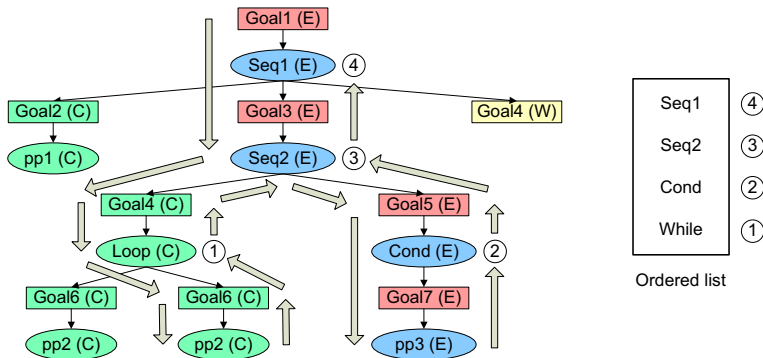 Goal1 (E)
Seq1 (E) 4
Goal2 (C) Goal3 (E) Goal4 (W)
pp1 (C) Seq2 (E) 3
Goal4 (C) Goal5 (E)
Loop (C) 1 Cond (E) 2
Goal6 (C) Goal6 (C) Goal7 (E)
pp2 (C) pp2 (C) pp3 (E)
Seq1 4
Seq2 3
Cond 2
While 1
Ordered list